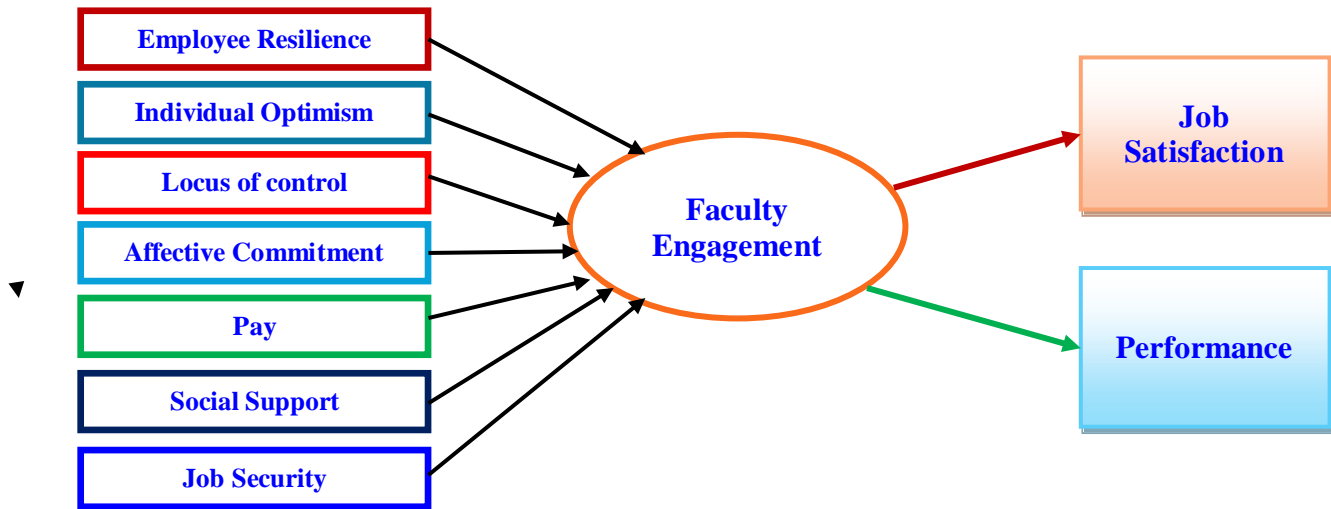 Employee Resilience
Individual Optimism
Locus of control
Affective Commitment
Pay
Social Support
Job Security
Faculty
Engagement
Job
Satisfaction
Performance